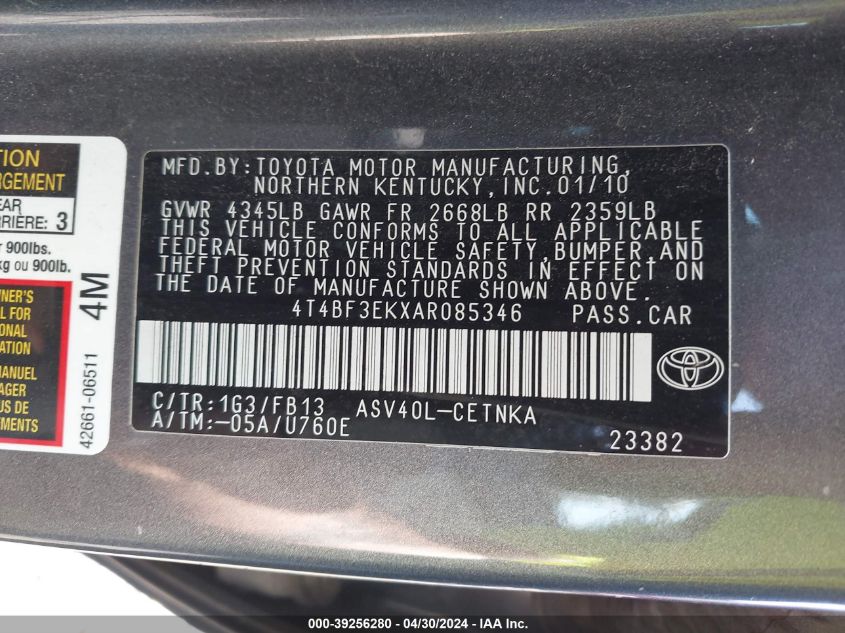 TION
RGEMENT
EAR
RRIÈRE: 3
r 900lbs.
kg ou 900lb.
NER'S
L FOR
ONAL
ATION
MANUEL
AGER
US DE
TIONS
4M
42661-06511
MFD.BY:TOYOTA MOTOR MANUFACTURING,
NORTHERN KENTUCKY,INC.01/10
GVWR 4345LB GAWR FR 2668LB RR 2359LB
THIS VEHICLE CONFORMS TO ALL APPLICABLE
FEDERAL MOTOR VEHICLE SAFETY,BUMPER,AND
THEFT PREVENTION STANDARDS IN EFFECT ON
THE DATE OF MANUFACTURE SHOWN ABOVE.
4T4BF3EKXAR085346 PASS.CAR
C/TR:1G3/FB13 ASV40L-CETNKA
A/TM:-05A/U760E
23382
000-39256280 - 04/30/2024 - IAA Inc.